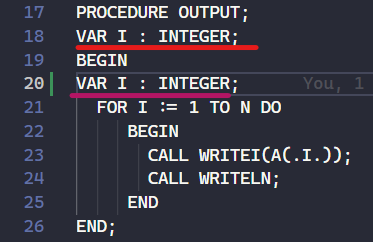 17 PROCEDURE OUTPUT;
18 VAR I : INTEGER;
19 BEGIN
20 VAR I : INTEGER; You, 1
21 FOR I := 1 TO N DO
22 BEGIN
23 CALL WRITEI(A(.I.));
24 CALL WRITELN;
25 END
26 END;